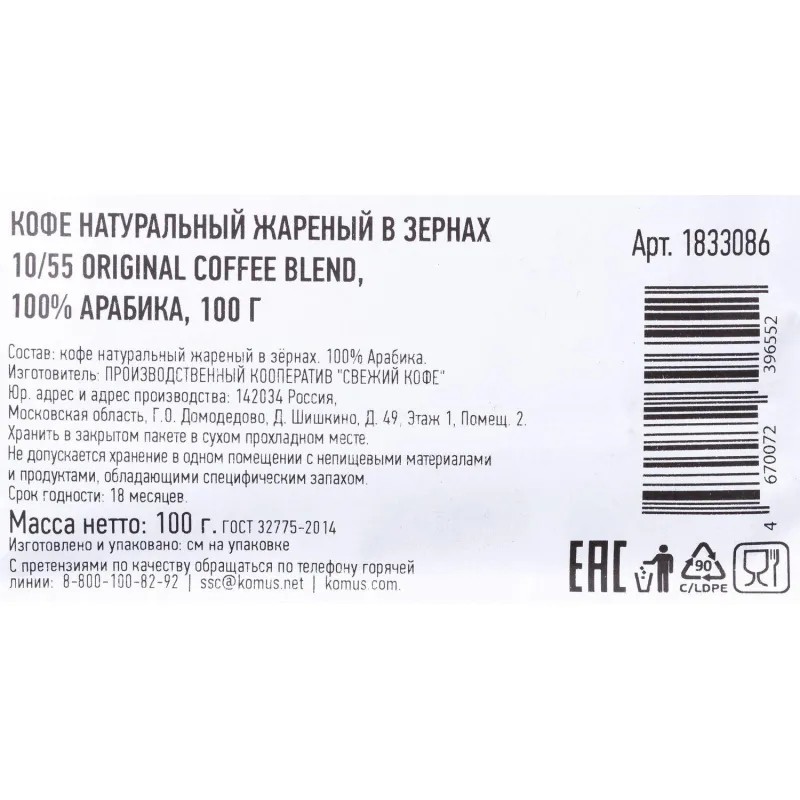 КОФЕ НАТУРАЛЬНЫЙ ЖАРЕНЫЙ В ЗЕРНАХ
10/55 ORIGINAL COFFEE BLEND,
100% АРАБИКА, 100 Г
Арт. 1833086
Состав: кофе натуральный жареный в зёрнах. 100% Арабика.
Изготовитель: ПРОИЗВОДСТВЕННЫЙ КООПЕРАТИВ "СВЕЖИЙ КОФЕ"
Юр. адрес и адрес производства: 142034 Россия,
Московская область, Г.О. Домодедово, Д. Шишкино, Д. 49, Этаж 1, Помещ. 2.
Хранить в закрытом пакете в сухом прохладном месте.
Не допускается хранение в одном помещении с непищевыми материалами
и продуктами, обладающими специфическим запахом.
Срок годности: 18 месяцев.
Масса нетто: 100 г. ГОСТ 32775-2014
Изготовлено и упаковано: см на упаковке
С претензиями по качеству обращаться по телефону горячей
линии: 8-800-100-82-92 | ssc@komus.net | komus.com.
4 670072 396552
EAC
90
C/LDPE